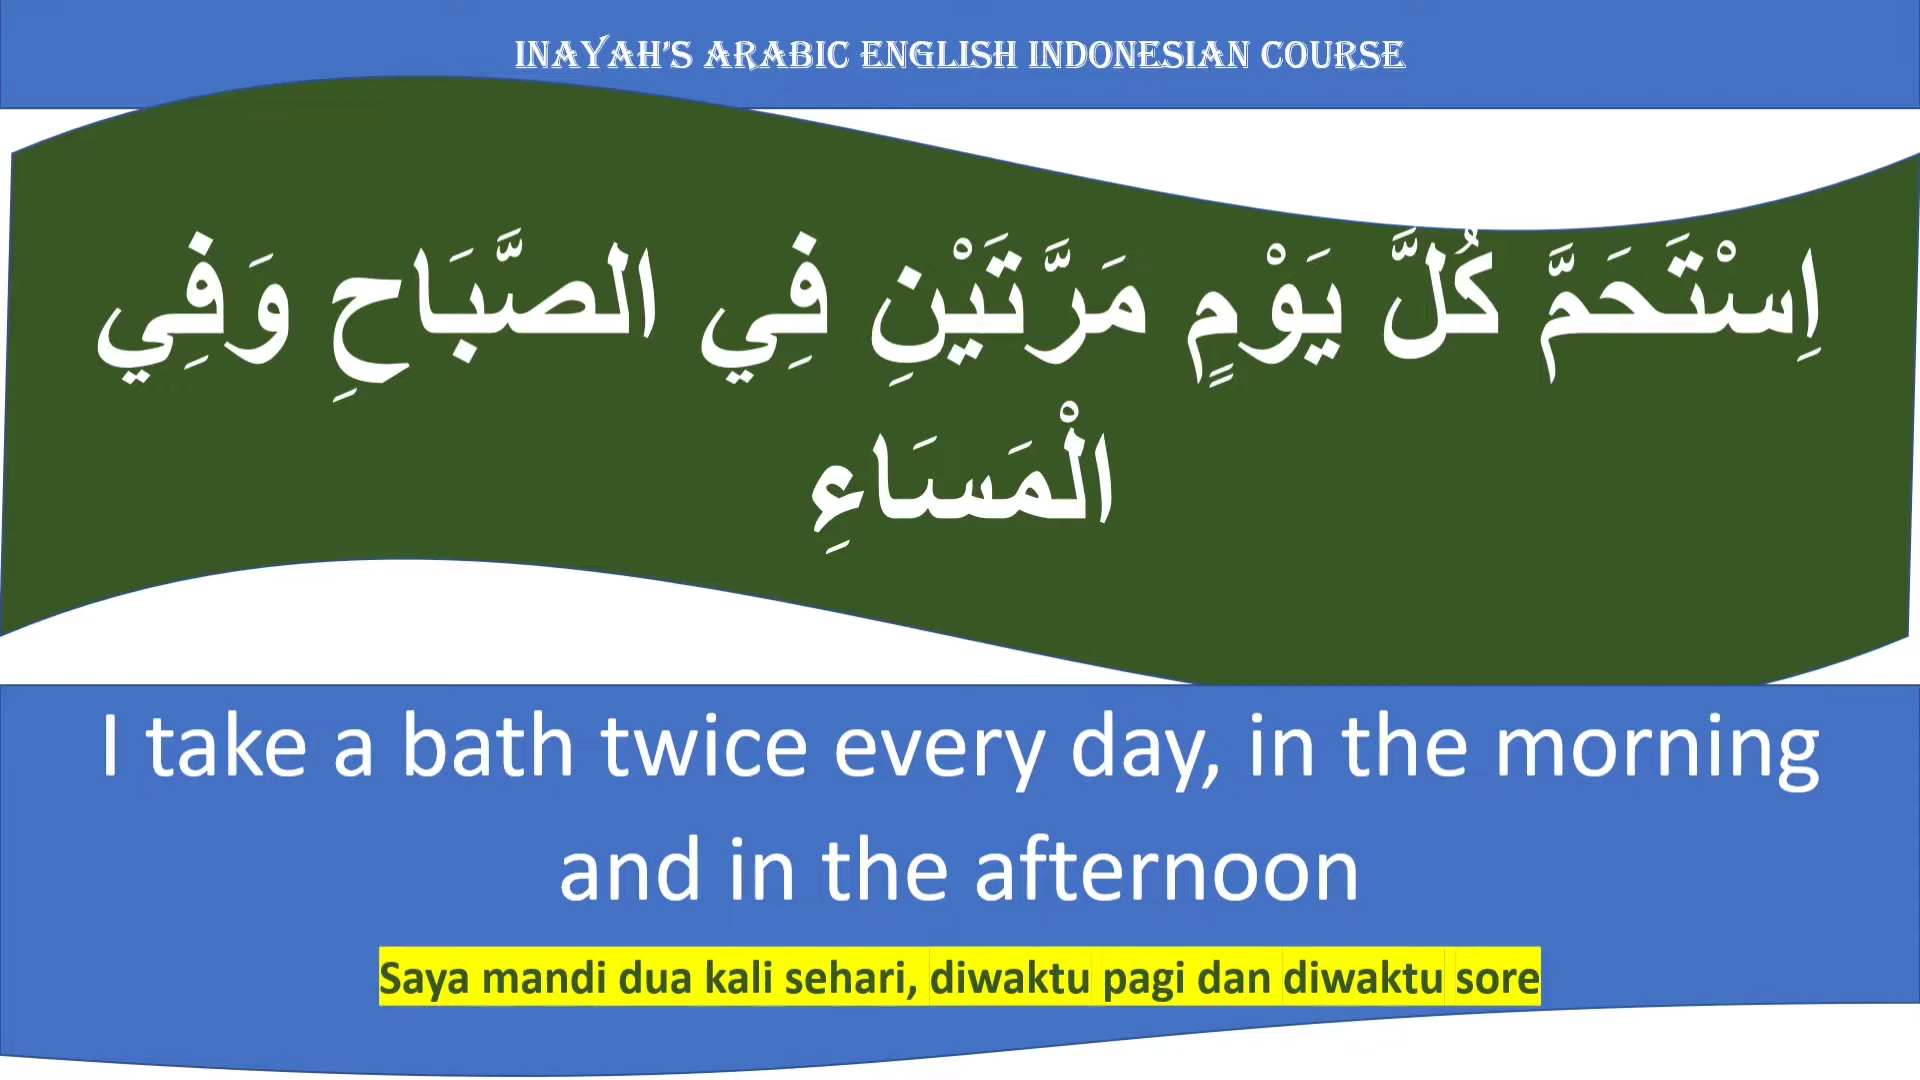 INAYAH'S ARABIC ENGLISH INDONESIAN COURSE
اِسْتَحَمَّ كُلَّ يَوْمٍ مَرَّتَيْنِ فِي الصَّبَاحِ وَفِي
الْمَسَاءِ
I take a bath twice every day, in the morning
and in the afternoon
Saya mandi dua kali sehari, diwaktu pagi dan diwaktu sore